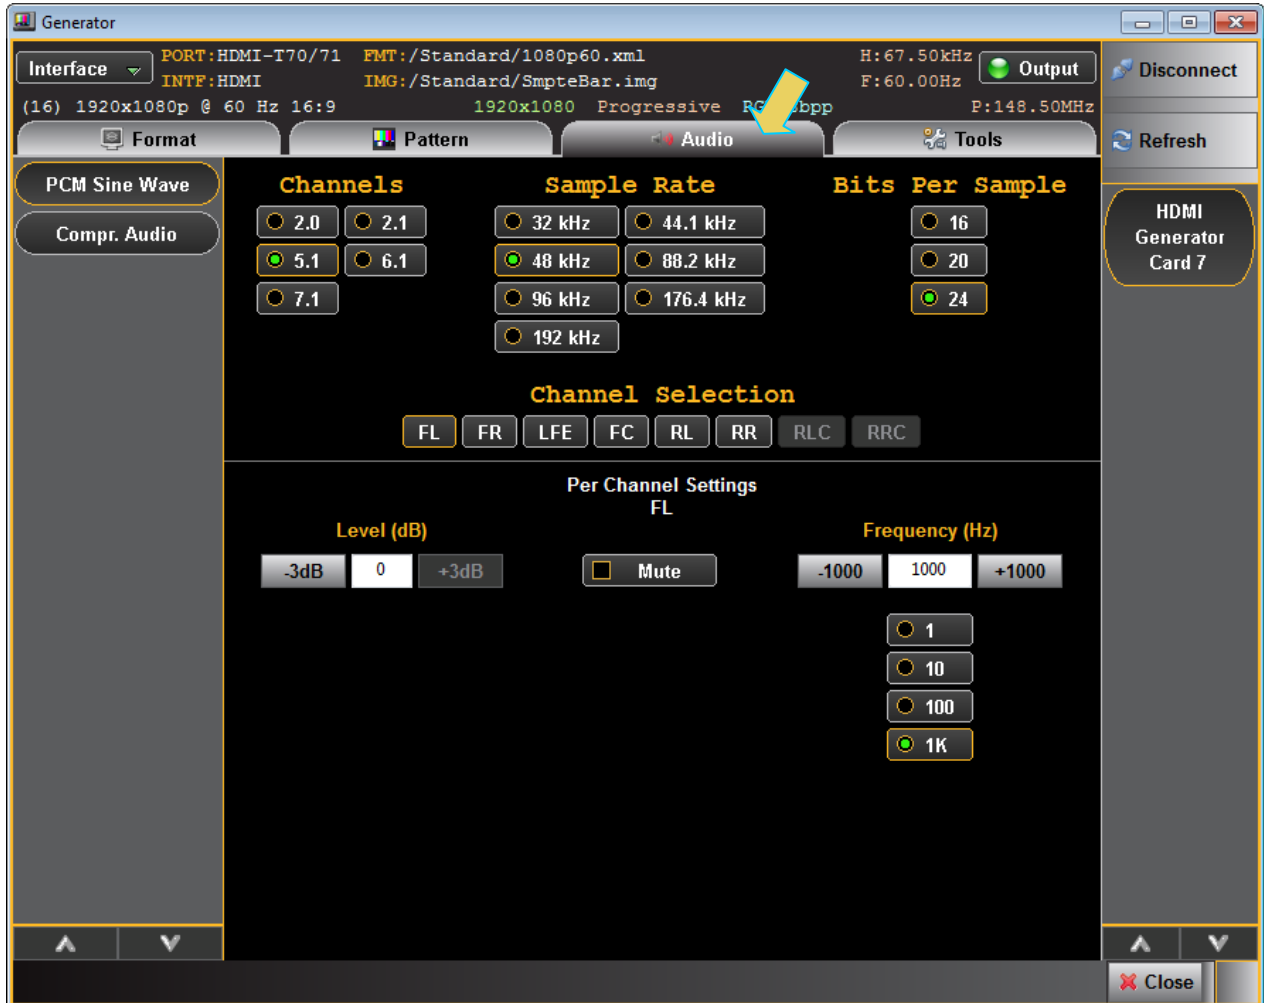 Generator
Interface PORT:HDMI-T70/71 FMT:/Standard/1080p60.xml H:67.50kHz Output
INTF:HDMI IMG:/Standard/SmpteBar.img F:60.00Hz
(16) 1920x1080p @ 60 Hz 16:9 1920x1080 Progressive P:148.50MHz
Disconnect
Format Pattern Audio Tools
Refresh
PCM Sine Wave
Compr. Audio
Channels Sample Rate Bits Per Sample
2.0 2.1 32 kHz 44.1 kHz 16
5.1 6.1 48 kHz 88.2 kHz 20
7.1 96 kHz 176.4 kHz 24
192 kHz
HDMI
Generator
Card 7
Channel Selection
FL FR LFE FC RL RR RLC RRC
Per Channel Settings
FL
Level (dB) Frequency (Hz)
-3dB 0 +3dB Mute -1000 1000 +1000
1
10
100
1K
Close